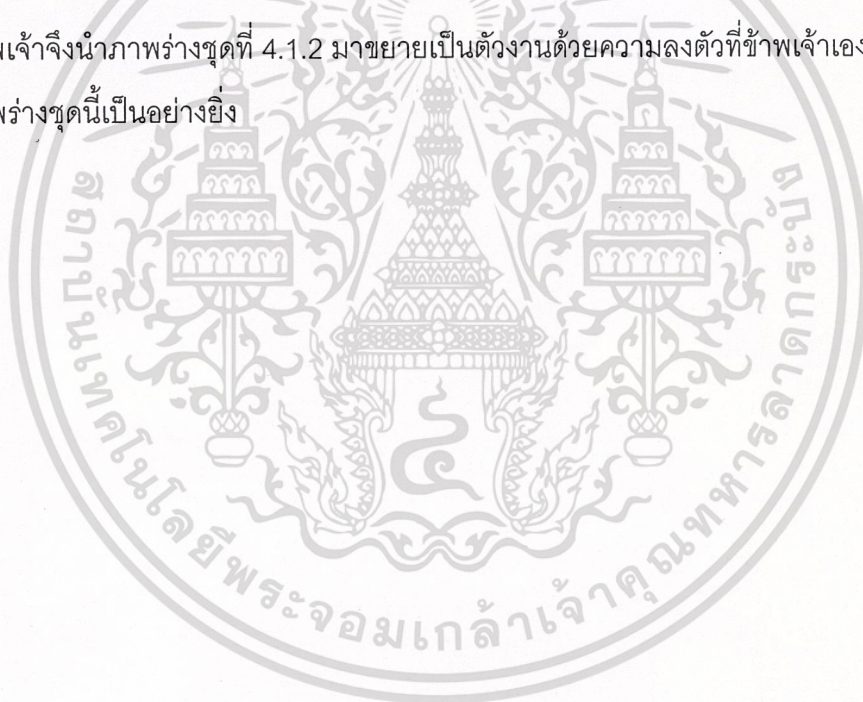 พเจ้าจึงนำภาพร่างชุดที่ 4.1.2 มาขยายเป็นตัวงานด้วยความลงตัวที่ข้าพเจ้าเอง
พร่างชุดนี้เป็นอย่างยิ่ง
สถาบันเทคโนโลยีพระจอมเกล้าเจ้าคุณทหารลาดกระบัง
๔